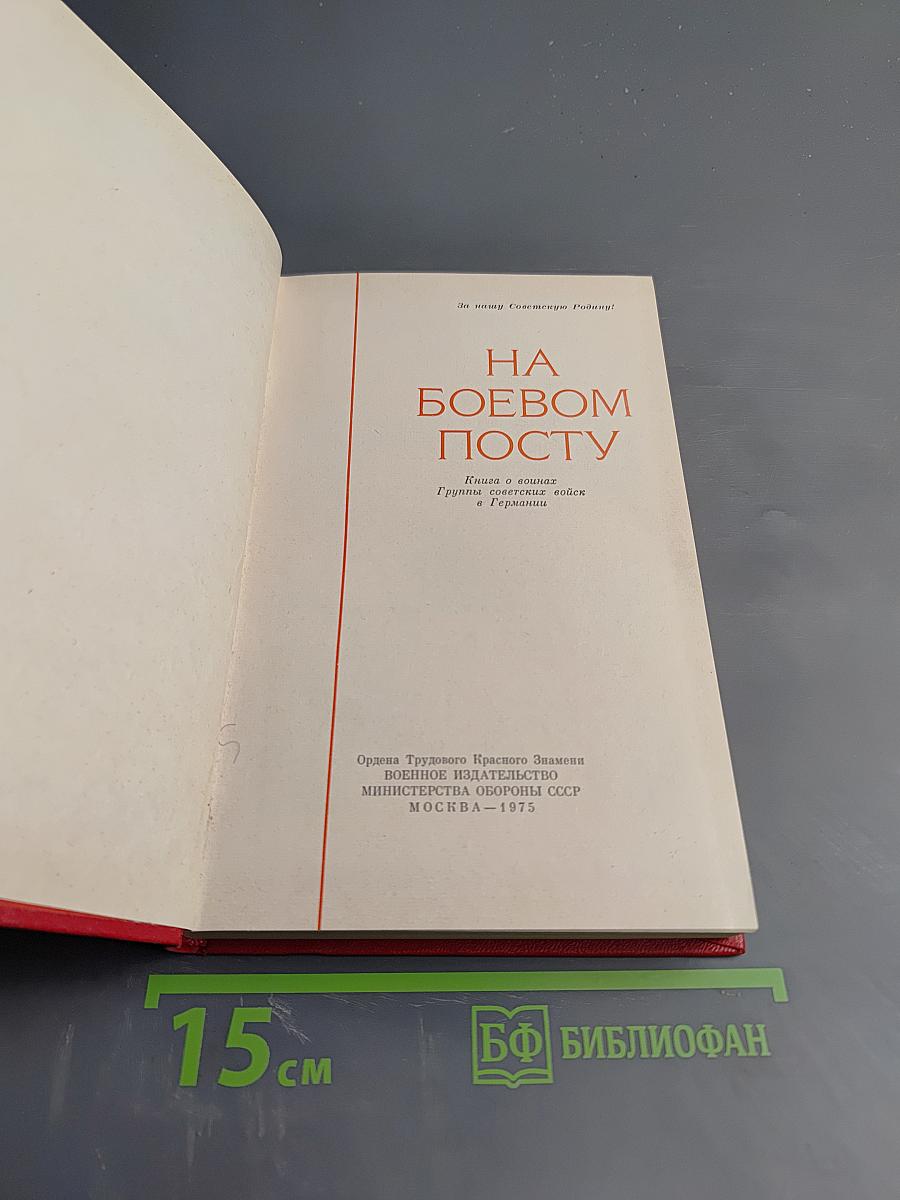 За нашу Советскую Родину!
НА
БОЕВОМ
ПОСТУ
Книга о воинах
Группы советских войск
в Германии
Ордена Трудового Красного Знамени
ВОЕННОЕ ИЗДАТЕЛЬСТВО
МИНИСТЕРСТВА ОБОРОНЫ СССР
МОСКВА—1975
15 см
БФ БИБЛИОФАН